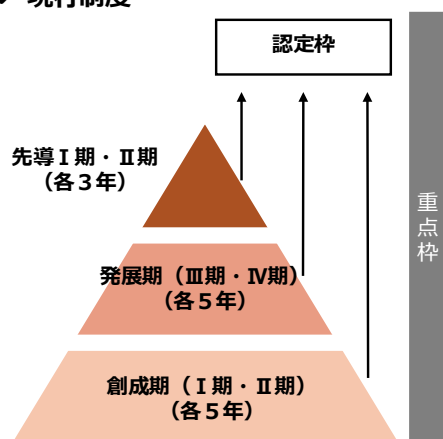 現行制度
認定枠
先導Ⅰ期・Ⅱ期
（各３年）
重点枠
発展期（Ⅲ期・Ⅳ期）
（各５年）
創成期（Ⅰ期・Ⅱ期）
（各５年）